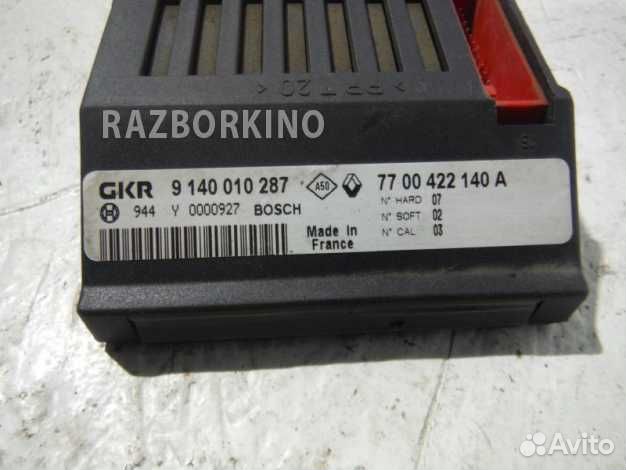 >PPT20<
RAZBORKINO
GKR 9 140 010 287 A50 77 00 422 140 A
944 Y 0000927 BOSCH
N° HARD 07
N° SOFT 02
N° CAL 03
Made In
France
Avito